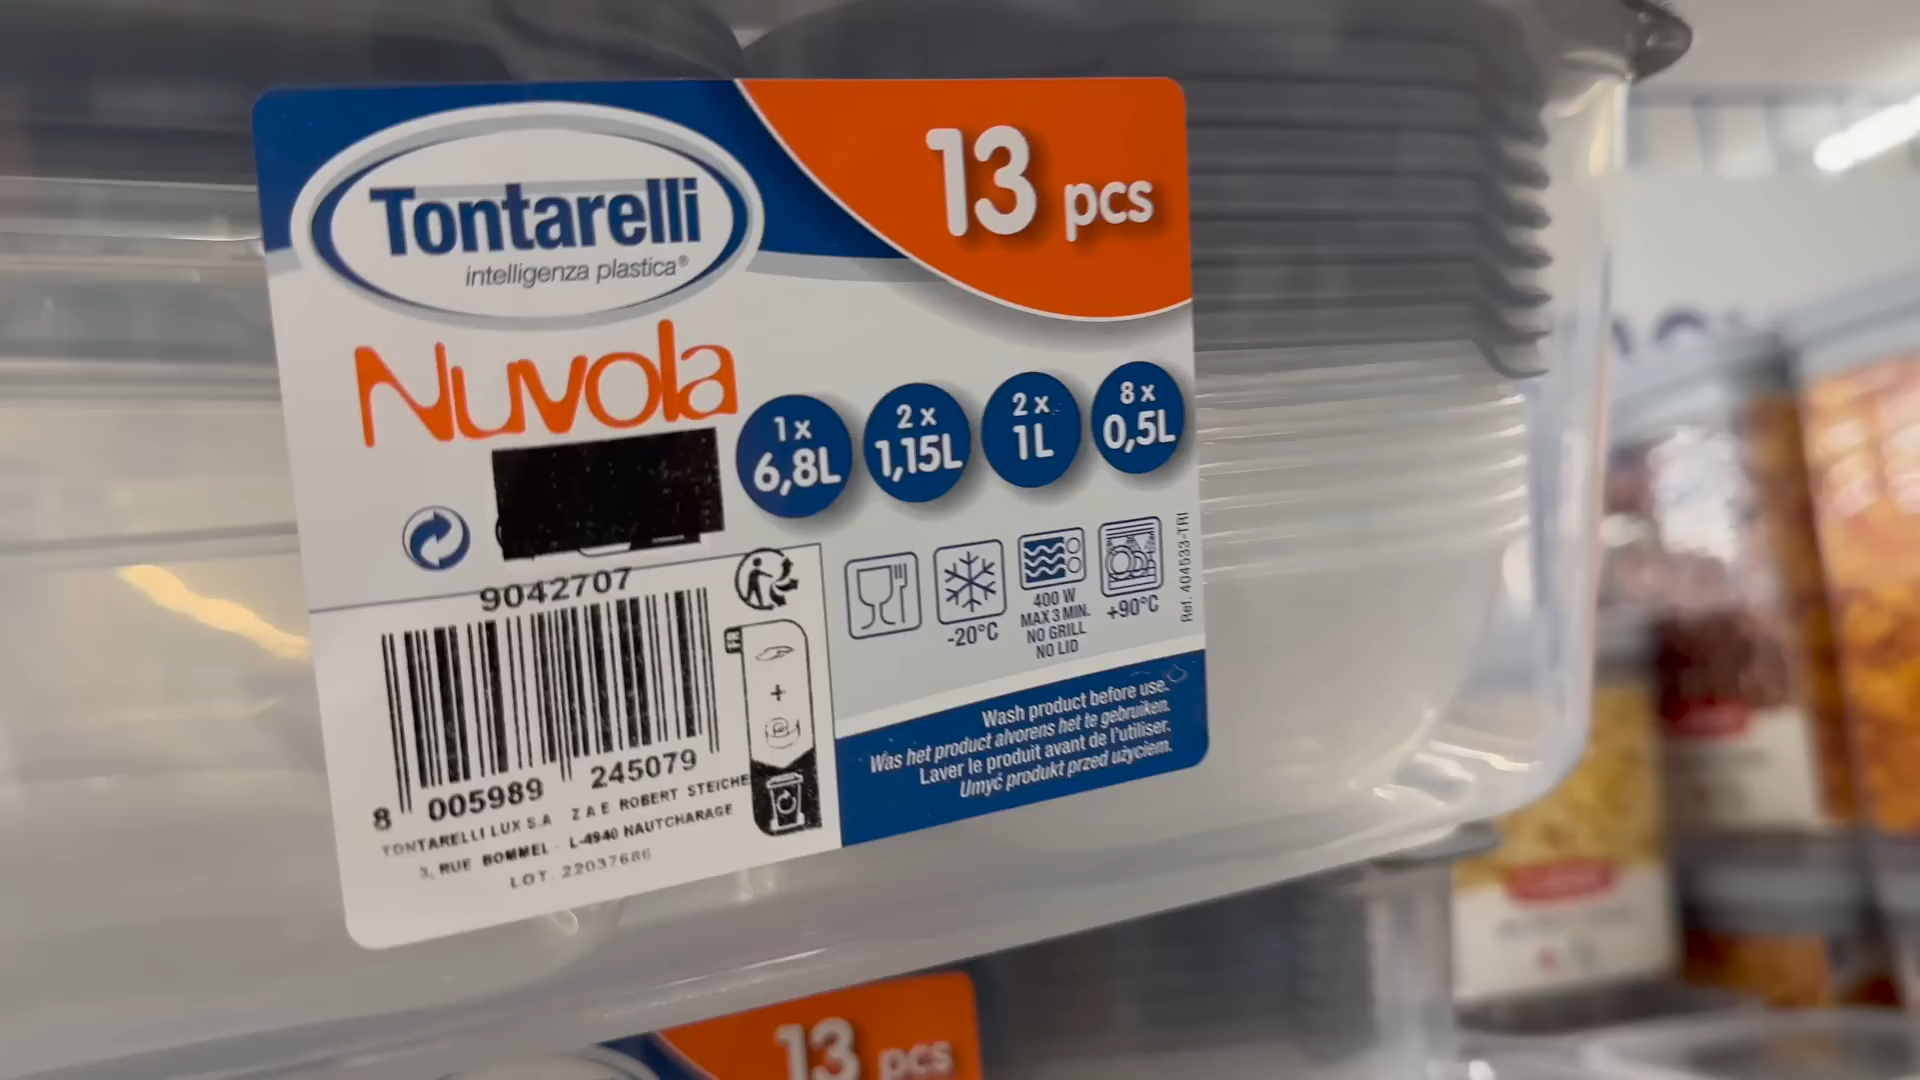 Tontarelli
intelligenza plastica®
13 pcs
Nuvola
1 x
6,8L
2 x
1,15L
2 x
1L
8 x
0,5L
9042707
-20°C
400 W
MAX 3 MIN.
NO GRILL
NO LID
+90°C
Ref. 404533-TRI
FR
+
Wash product before use.
Was het product alvorens het te gebruiken.
Laver le produit avant de l'utiliser.
Umyć produkt przed użyciem.
8 005989 245079
TONTARELLI LUX S.A ZAE ROBERT STEICHE
3, RUE BOMMEL - L-4940 HAUTCHARAGE
LOT. 22037686
13 pcs